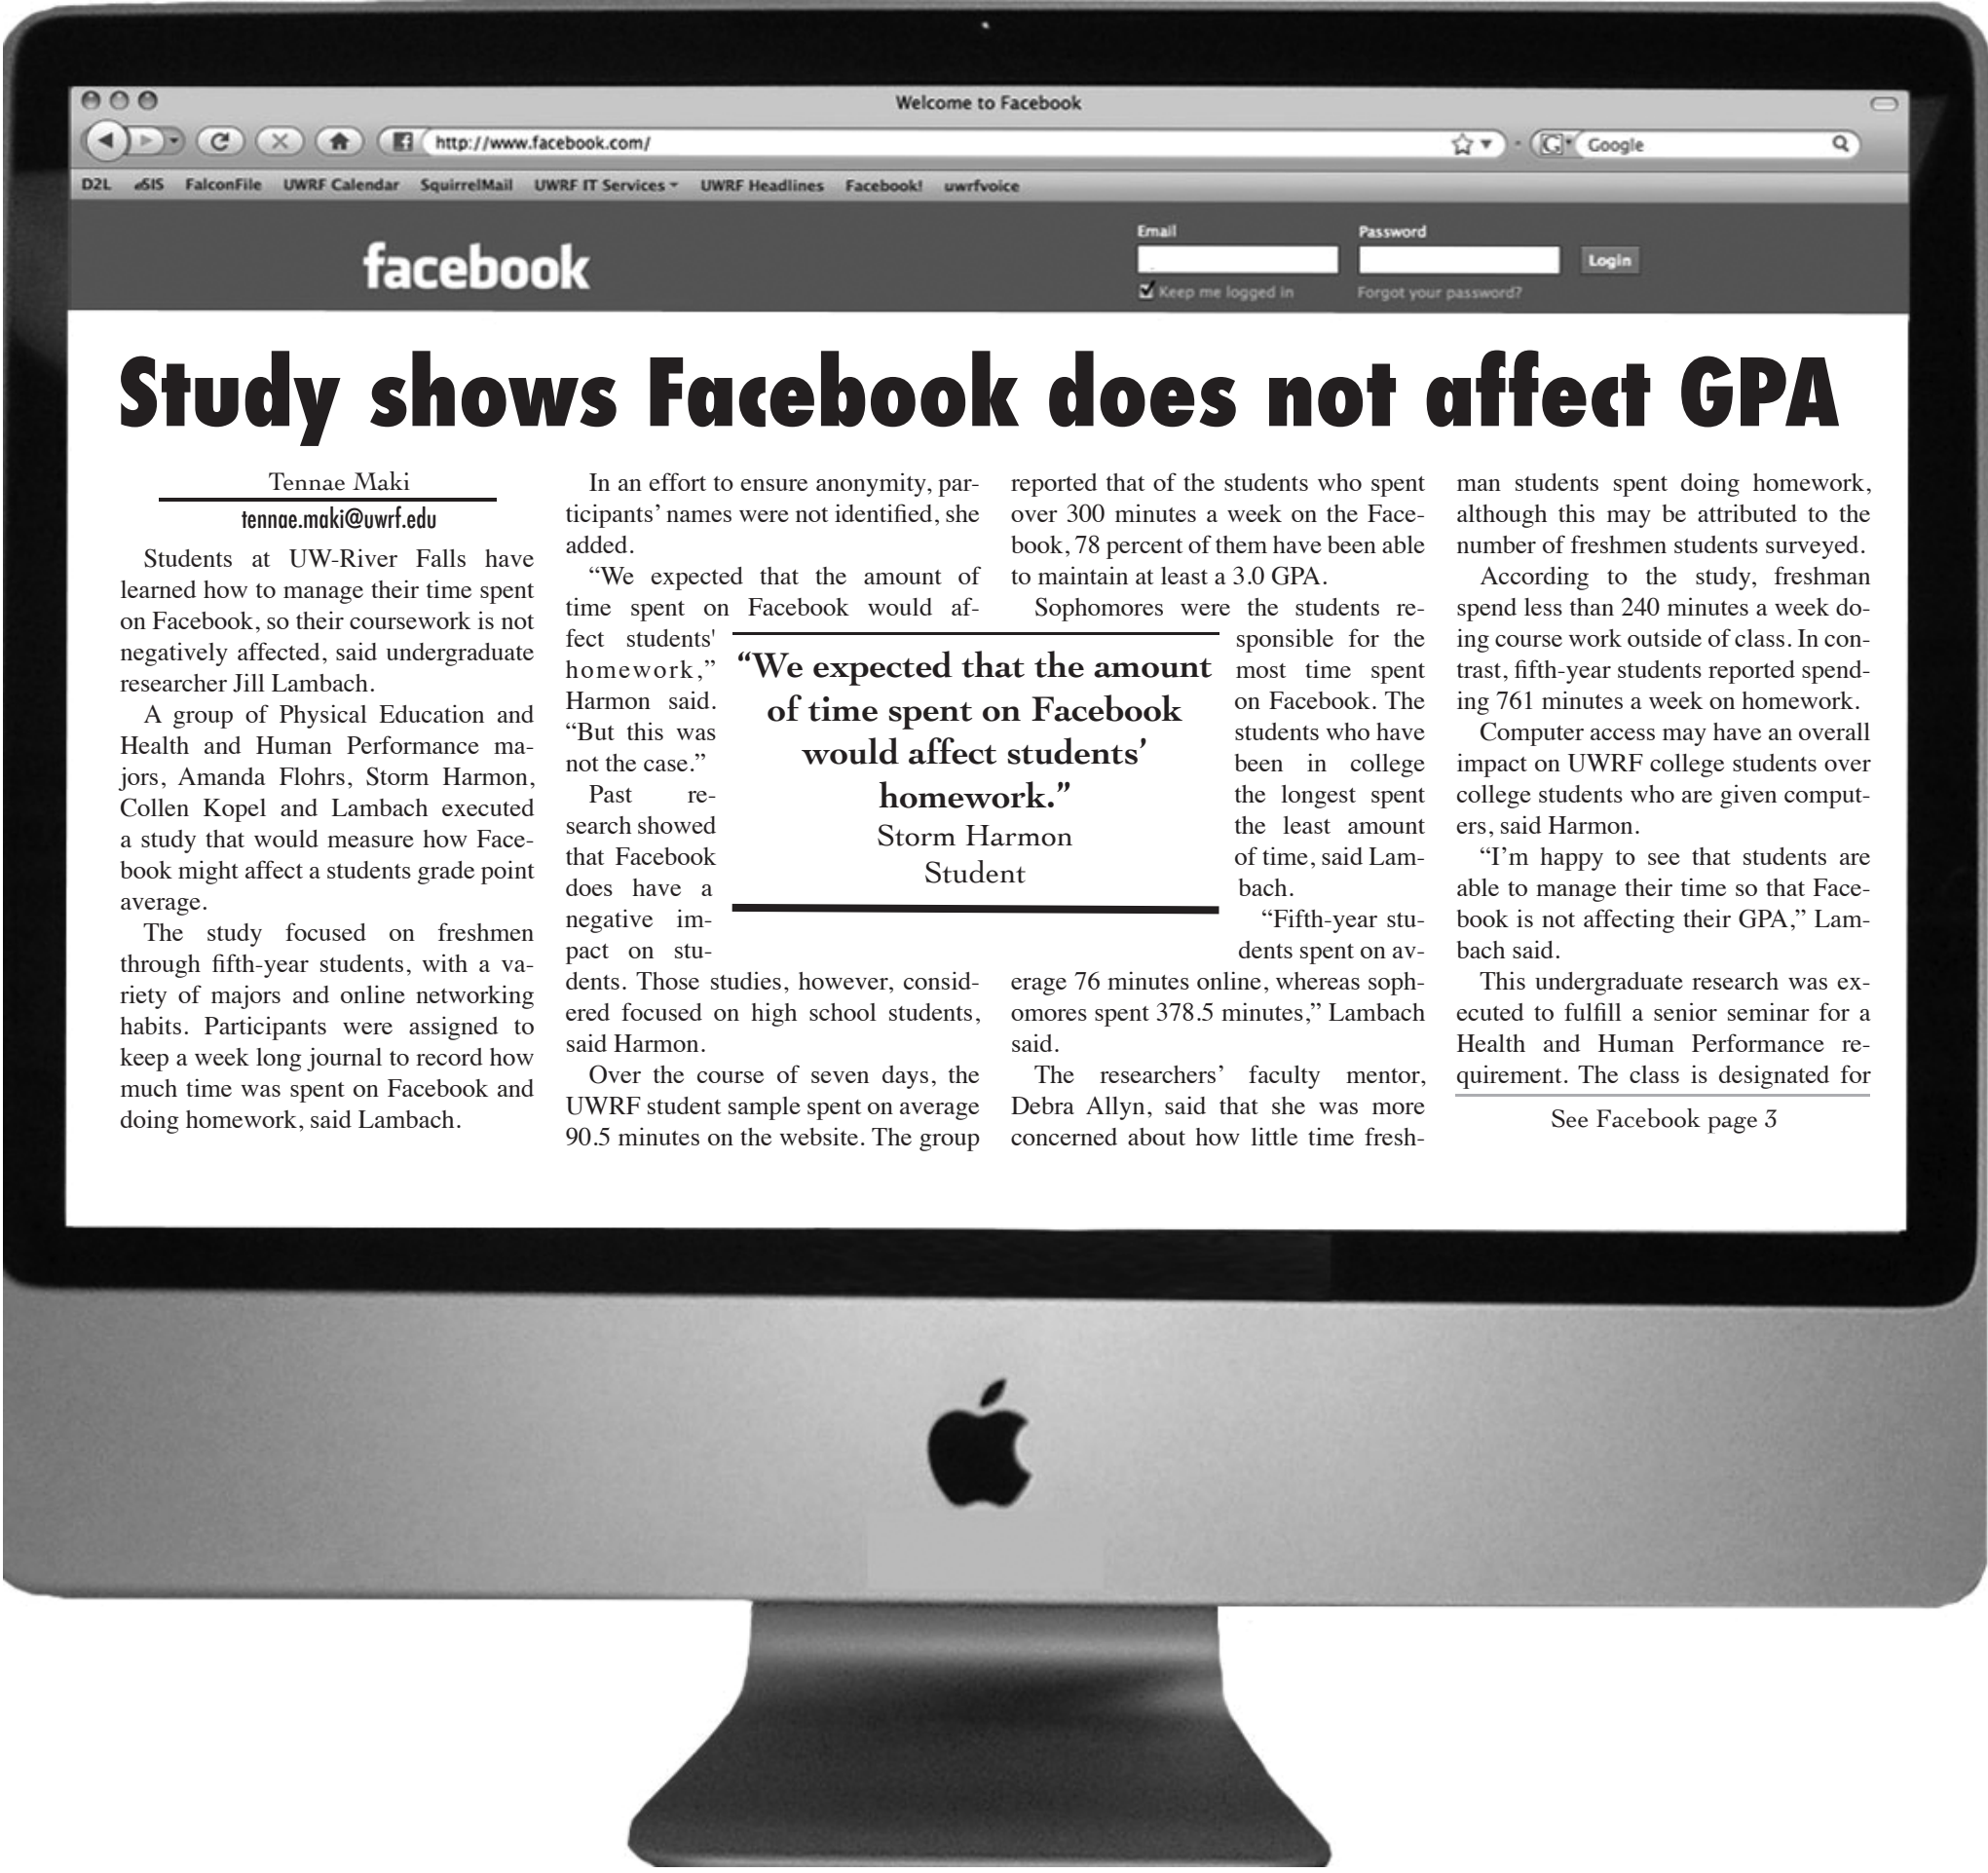 Welcome to Facebook
http://www.facebook.com/
Google
D2L eSIS FalconFile UWRF Calendar SquirrelMail UWRF IT Services UWRF Headlines Facebook! uwrfvoice
facebook
Email Password
Login
Keep me logged in Forgot your password?
Study shows Facebook does not affect GPA
Tennae Maki
tennae.maki@uwrf.edu
Students at UW-River Falls have
learned how to manage their time spent
on Facebook, so their coursework is not
negatively affected, said undergraduate
researcher Jill Lambach.
A group of Physical Education and
Health and Human Performance ma-
jors, Amanda Flohrs, Storm Harmon,
Collen Kopel and Lambach executed
a study that would measure how Face-
book might affect a students grade point
average.
The study focused on freshmen
through fifth-year students, with a va-
riety of majors and online networking
habits. Participants were assigned to
keep a week long journal to record how
much time was spent on Facebook and
doing homework, said Lambach.
In an effort to ensure anonymity, par-
ticipants’ names were not identified, she
added.
“We expected that the amount of
time spent on Facebook would af-
fect students'
homework,”
Harmon said.
“But this was
not the case.”
Past re-
search showed
that Facebook
does have a
negative im-
pact on stu-
dents. Those studies, however, consid-
ered focused on high school students,
said Harmon.
Over the course of seven days, the
UWRF student sample spent on average
90.5 minutes on the website. The group
“We expected that the amount
of time spent on Facebook
would affect students’
homework.”
Storm Harmon
Student
reported that of the students who spent
over 300 minutes a week on the Face-
book, 78 percent of them have been able
to maintain at least a 3.0 GPA.
Sophomores were the students re-
sponsible for the
most time spent
on Facebook. The
students who have
been in college
the longest spent
the least amount
of time, said Lam-
bach.
“Fifth-year stu-
dents spent on av-
erage 76 minutes online, whereas soph-
omores spent 378.5 minutes,” Lambach
said.
The researchers’ faculty mentor,
Debra Allyn, said that she was more
concerned about how little time fresh-
man students spent doing homework,
although this may be attributed to the
number of freshmen students surveyed.
According to the study, freshman
spend less than 240 minutes a week do-
ing course work outside of class. In con-
trast, fifth-year students reported spend-
ing 761 minutes a week on homework.
Computer access may have an overall
impact on UWRF college students over
college students who are given comput-
ers, said Harmon.
“I’m happy to see that students are
able to manage their time so that Face-
book is not affecting their GPA,” Lam-
bach said.
This undergraduate research was ex-
ecuted to fulfill a senior seminar for a
Health and Human Performance re-
quirement. The class is designated for
See Facebook page 3